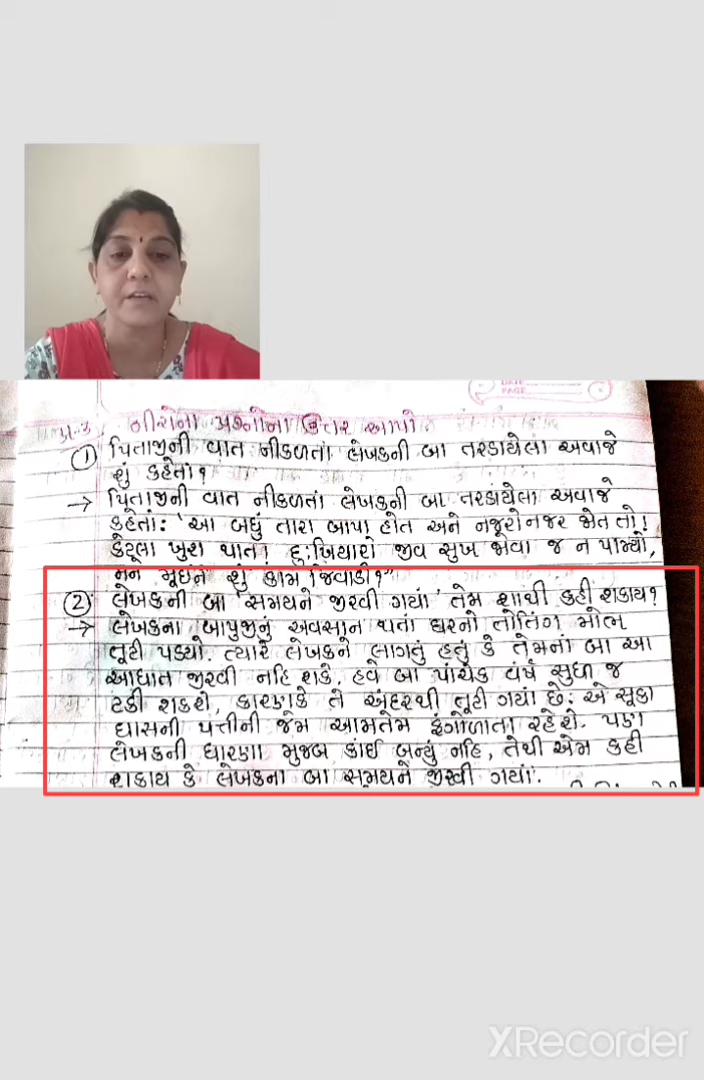 DATE
PAGE
પ્ર-૩ નીચેના પ્રશ્નોના ઉત્તર આપો
① પિતાજીની વાત નીકળતાં લેખકની બા તરડાયેલા અવાજે
શું કહેતાં?
→ પિતાજીની વાત નીકળતાં લેખકની બા તરડાયેલા અવાજે
કહેતાં: 'આ બધું તારા બાપા હોત અને નજરોનજર જોત તો!
કેટલા ખુશ થાત! દુ:ખિયારો જીવ સુખ જોવા જ ન પામ્યો,
મને મૂઈને શું કામ જિવાડી?"
② લેખકની બા 'સમયને જીરવી ગયાં' તેમ શાથી કહી શકાય?
→ લેખકના બાપુજીનું અવસાન થતાં ઘરનો તોતિંગ મોભ
તૂટી પડ્યો. ત્યારે લેખકને લાગતું હતું કે તેમનાં બા આ
આઘાત જીરવી નહિ શકે. હવે બા પાંચેક વર્ષ સુધી જ
ટકી શકશે, કારણકે તે અંદરથી તૂટી ગયાં છે; એ સૂકા
ઘાસની પત્તીની જેમ આમતેમ ફંગોળાતા રહેશે. પણ
લેખકની ધારણા મુજબ કાંઈ બન્યું નહિ, તેથી એમ કહી
શકાય કે લેખકના બા સમયને જીરવી ગયાં.
XRecorder